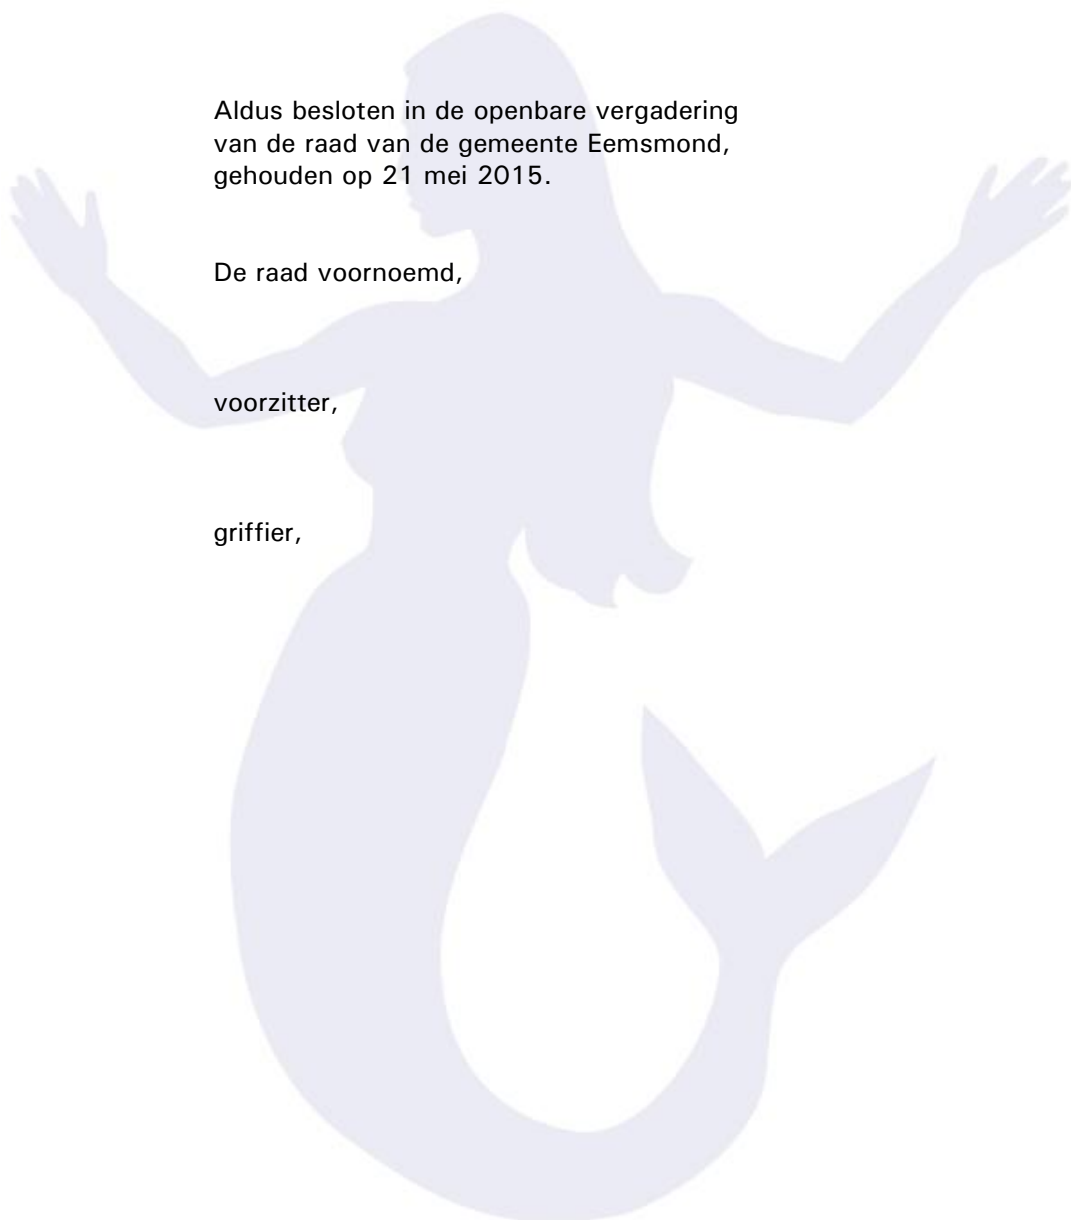 Aldus besloten in de openbare vergadering
van de raad van de gemeente Eemsmond,
gehouden op 21 mei 2015.
De raad voornoemd,
voorzitter,
griffier,